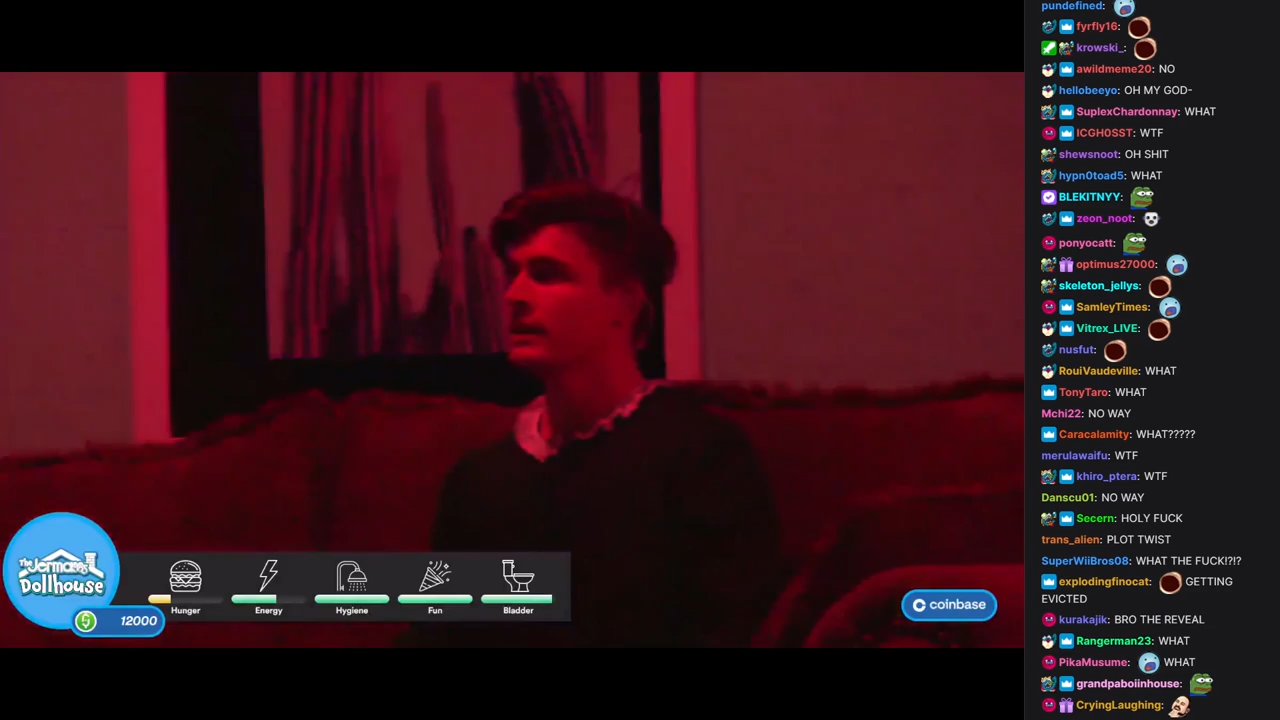 The Jerma985
Dollhouse
12000
Hunger
Energy
Hygiene
Fun
Bladder
coinbase
pundefined:
fyrfly16:
krowski_:
awildmeme20: NO
hellobeeyo: OH MY GOD-
SuplexChardonnay: WHAT
ICGH0SST: WTF
shewsnoot: OH SHIT
hypn0toad5: WHAT
BLEKITNYY:
zeon_noot:
ponyocatt:
optimus27000:
skeleton_jellys:
SamleyTimes:
Vitrex_LIVE:
nusfut:
RouiVaudeville: WHAT
TonyTaro: WHAT
Mchi22: NO WAY
Caracalamity: WHAT?????
merulawaifu: WTF
khiro_ptera: WTF
Danscu01: NO WAY
Secern: HOLY FUCK
trans_alien: PLOT TWIST
SuperWiiBros08: WHAT THE FUCK!?!?
explodingfinocat: GETTING
EVICTED
kurakajik: BRO THE REVEAL
Rangerman23: WHAT
PikaMusume: WHAT
grandpaboiinhouse:
CryingLaughing: